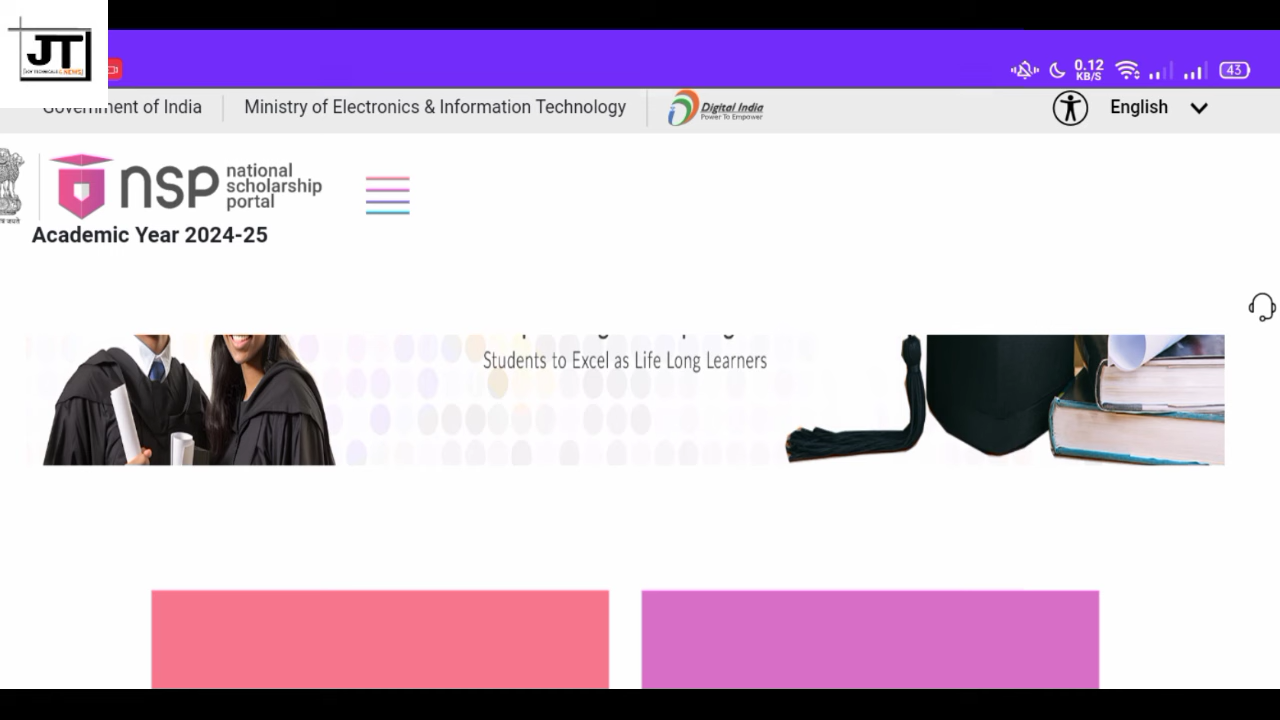 JT
NEWS
0.12
KB/S
43
Government of India
Ministry of Electronics & Information Technology
Digital India
Power To Empower
English
nsp
national
scholarship
portal
Academic Year 2024-25
Students to Excel as Life Long Learners